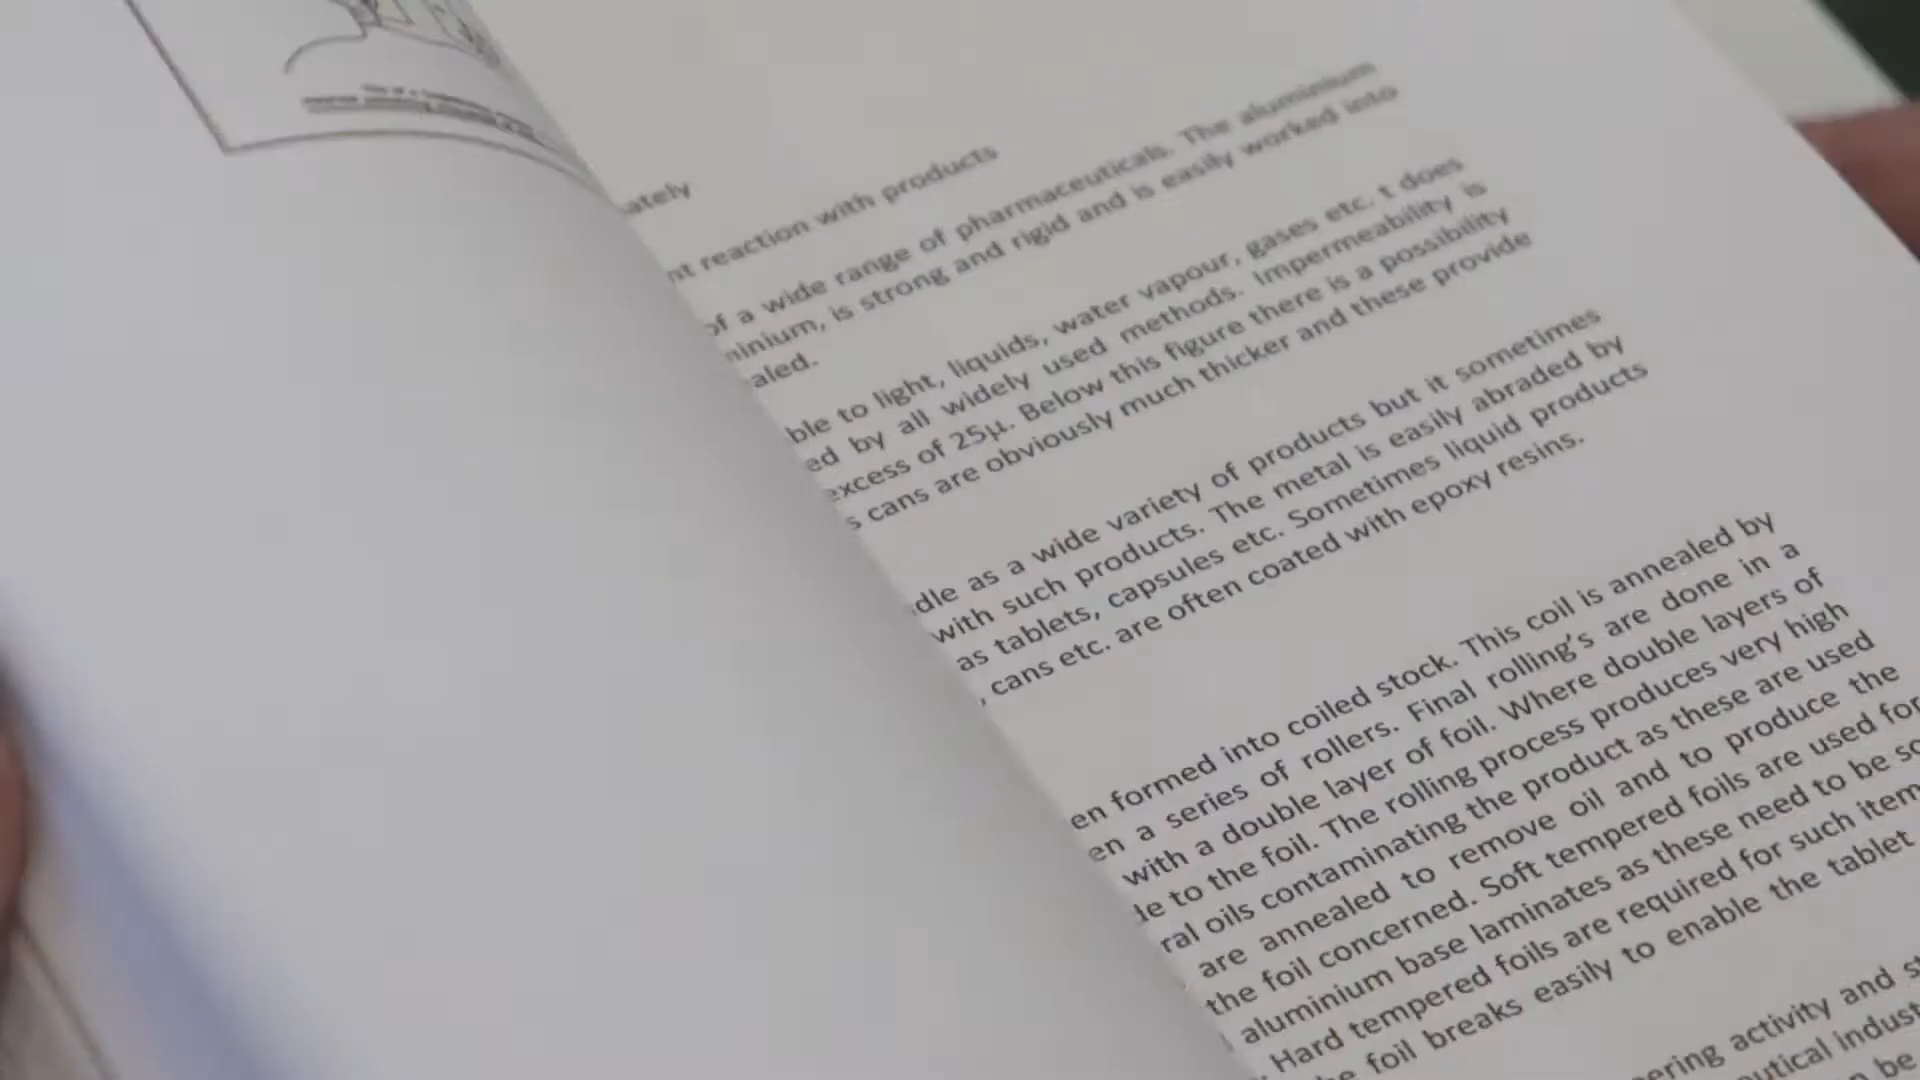 ately
nt reaction with products
of a wide range of pharmaceuticals. The aluminium
minium, is strong and rigid and is easily worked into
aled.
ble to light, liquids, water vapour, gases etc. t does
ed by all widely used methods. Impermeability is
excess of 25µ. Below this figure there is a possibility
s cans are obviously much thicker and these provide
dle as a wide variety of products but it sometimes
with such products. The metal is easily abraded by
as tablets, capsules etc. Sometimes liquid products
, cans etc. are often coated with epoxy resins.
en formed into coiled stock. This coil is annealed by
en a series of rollers. Final rolling's are done in a
with a double layer of foil. Where double layers of
de to the foil. The rolling process produces very high
ral oils contaminating the product as these are used
are annealed to remove oil and to produce the
the foil concerned. Soft tempered foils are used for
aluminium base laminates as these need to be so
. Hard tempered foils are required for such item
he foil breaks easily to enable the tablet
ering activity and st
utical indust
n be